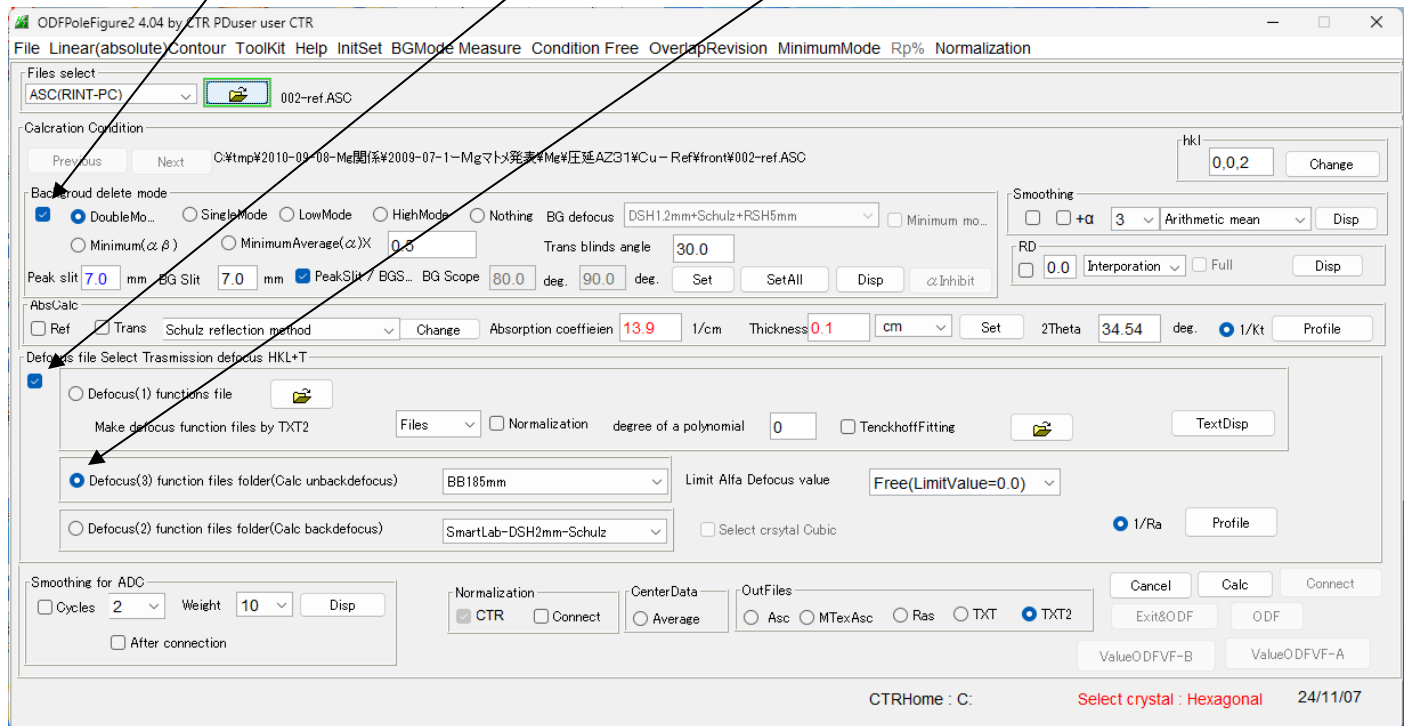 ODFPoleFigure2 4.04 by CTR PDuser user CTR
File Linear(absolute)Contour ToolKit Help InitSet BGMode Measure Condition Free OverlapRevision MinimumMode Rp% Normalization
Files select
ASC(RINT-PC) 002-ref.ASC
Calcration Condition
Previous Next C:¥tmp¥2010-09-08-Mg関係¥2009-07-1-Mgマトメ発表¥Mg¥圧延AZ31¥Cu-Ref¥front¥002-ref.ASC
hkl
0,0,2 Change
Backgroud delete mode
DoubleMo... SingleMode LowMode HighMode Nothing BG defocus DSH1.2mm+Schulz+RSH5mm Minimum mo...
Minimum(αβ) MinimumAverage(α)X 0.5 Trans blinds angle 30.0
Peak slit 7.0 mm BG Slit 7.0 mm PeakSlit / BGS... BG Scope 80.0 deg. 90.0 deg. Set SetAll Disp αInhibit
Smoothing
+α 3 Arithmetic mean Disp
RD
0.0 Interporation Full Disp
AbsCalc
Ref Trans Schulz reflection method Change Absorption coeffieien 13.9 1/cm Thickness 0.1 cm Set 2Theta 34.54 deg. 1/Kt Profile
Defocus file Select Trasmission defocus HKL+T
Defocus(1) functions file
Make defocus function files by TXT2 Files Normalization degree of a polynomial 0 TenckhoffFitting TextDisp
Defocus(3) function files folder(Calc unbackdefocus) BB185mm Limit Alfa Defocus value Free(LimitValue=0.0)
Defocus(2) function files folder(Calc backdefocus) SmartLab-DSH2mm-Schulz Select crsytal Cubic 1/Ra Profile
Smoothing for ADC
Cycles 2 Weight 10 Disp
After connection
Normalization
CTR Connect
CenterData
Average
OutFiles
Asc MTexAsc Ras TXT TXT2
Cancel Calc Connect
Exit&ODF ODF
ValueODFVF-B ValueODFVF-A
CTRHome : C: Select crystal : Hexagonal 24/11/07